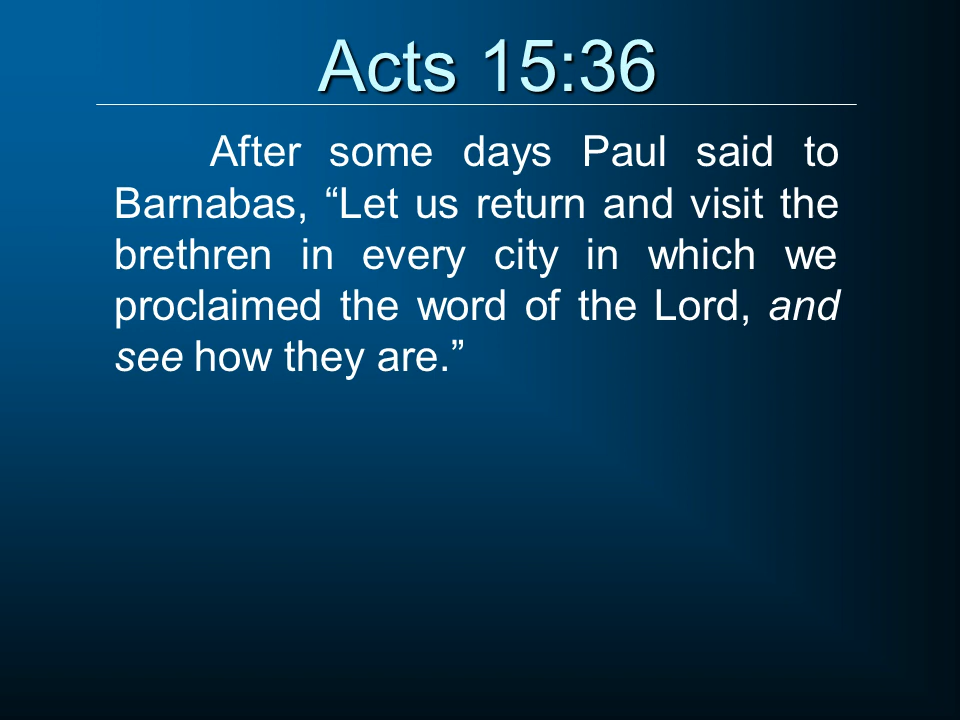 Acts 15:36
After some days Paul said to
Barnabas, “Let us return and visit the
brethren in every city in which we
proclaimed the word of the Lord, and
see how they are.”